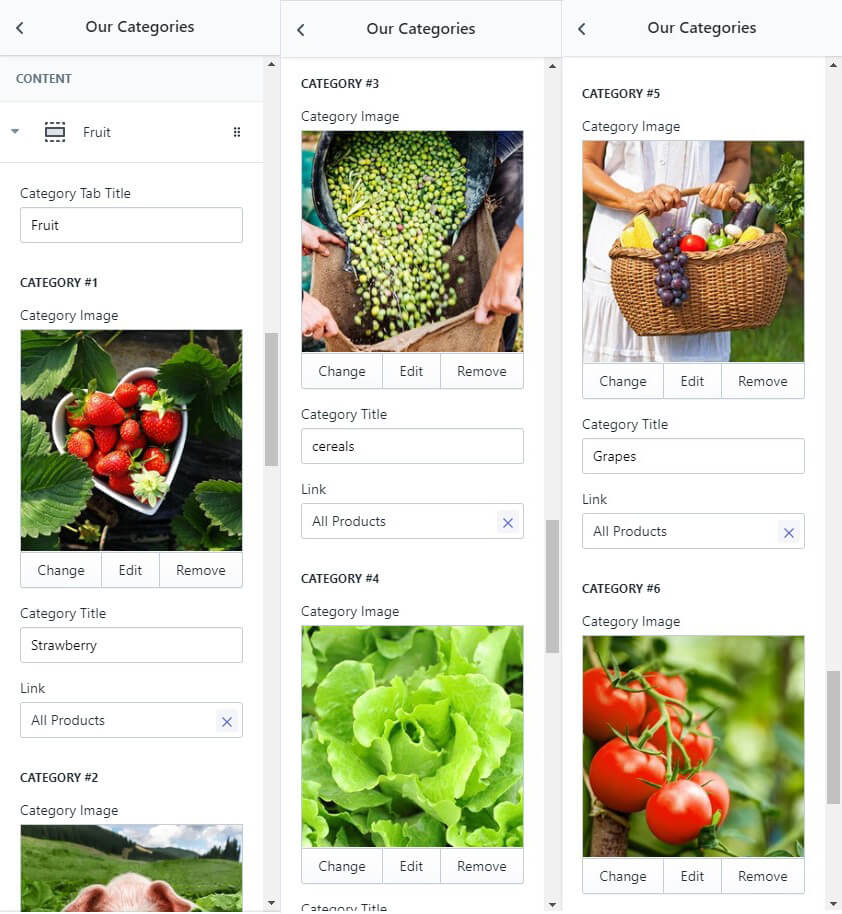 Our Categories
CONTENT
Fruit
Category Tab Title
Fruit
CATEGORY #1
Category Image
Change Edit Remove
Category Title
Strawberry
Link
All Products
CATEGORY #2
Category Image
Our Categories
CATEGORY #3
Category Image
Change Edit Remove
Category Title
cereals
Link
All Products
CATEGORY #4
Category Image
Change Edit Remove
Category Title
Our Categories
CATEGORY #5
Category Image
Change Edit Remove
Category Title
Grapes
Link
All Products
CATEGORY #6
Category Image
Change Edit Remove